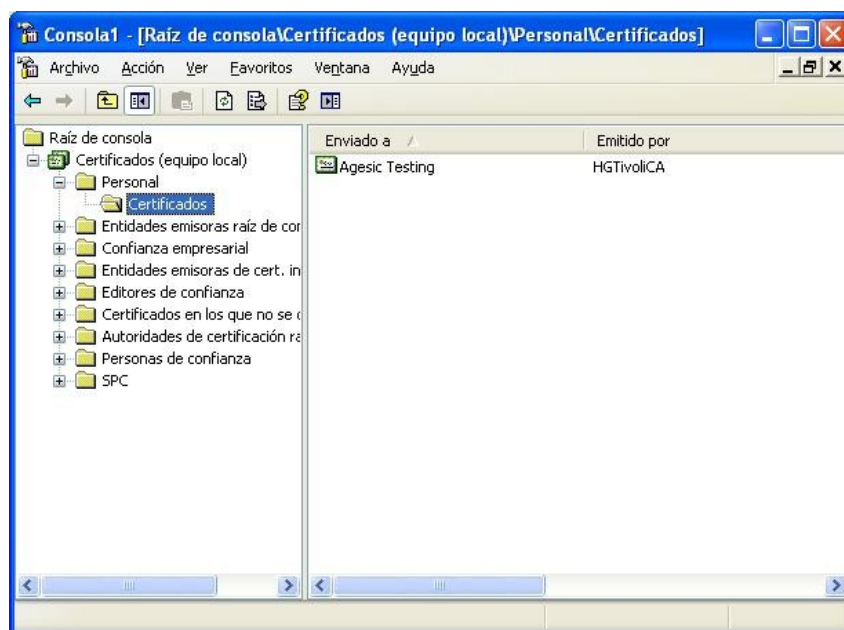 Consola1 - [Raíz de consola\Certificados (equipo local)\Personal\Certificados]
Archivo Acción Ver Favoritos Ventana Ayuda
Raíz de consola
Certificados (equipo local)
Personal
Certificados
Entidades emisoras raíz de cor
Confianza empresarial
Entidades emisoras de cert. in
Editores de confianza
Certificados en los que no se c
Autoridades de certificación ra
Personas de confianza
SPC
Enviado a Emitido por
Agesic Testing HGTivoliCA